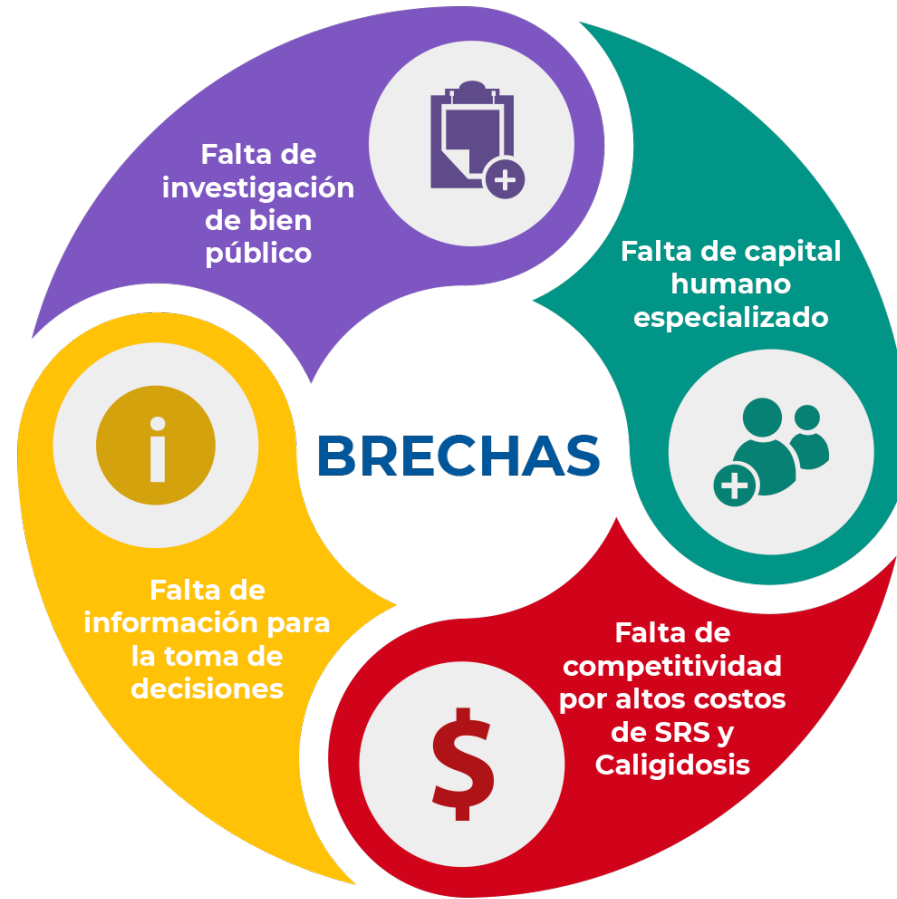 Falta de
investigación
de bien
público
Falta de capital
humano
especializado
BRECHAS
Falta de
información para
la toma de
decisiones
Falta de
competitividad
por altos costos
de SRS y
Caligidosis